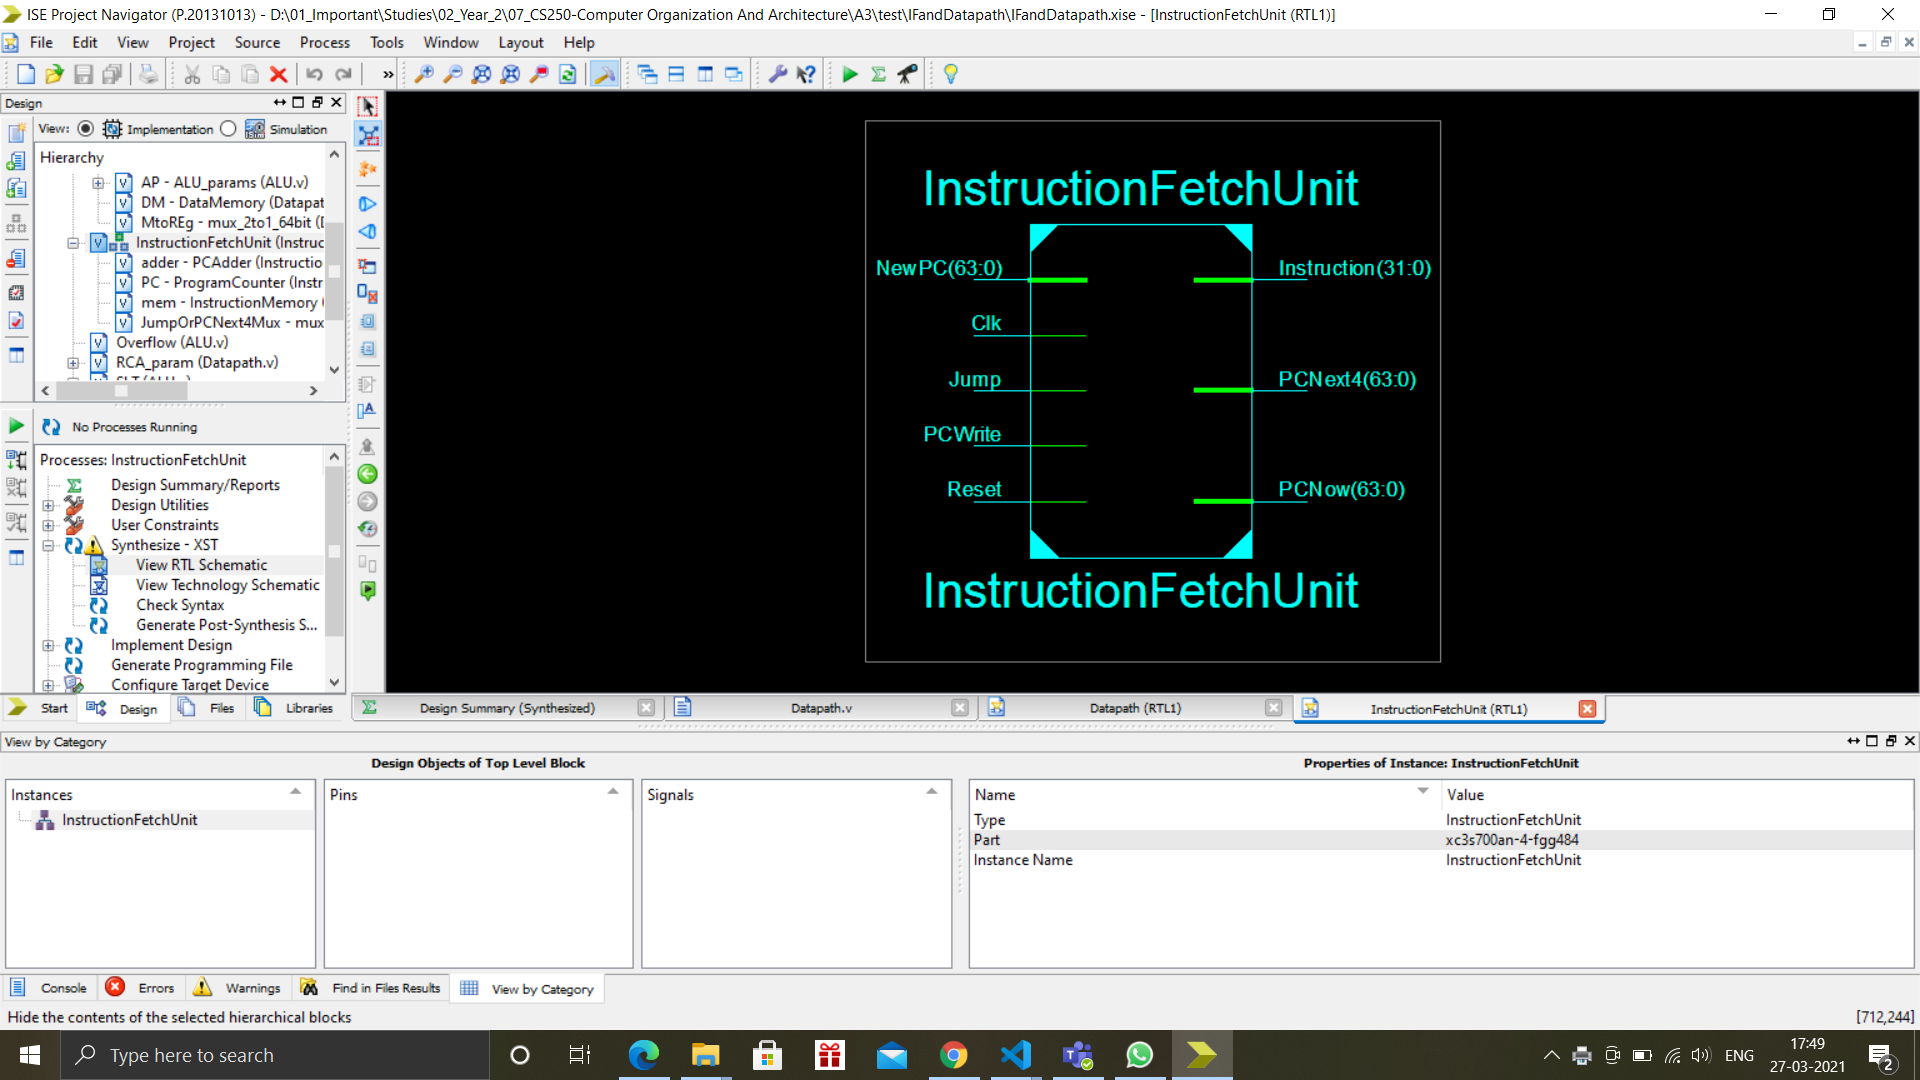 ISE Project Navigator (P.20131013) - D:\01_Important\Studies\02_Year_2\07_CS250-Computer Organization And Architecture\A3\test\IFandDatapath\IFandDatapath.xise - [InstructionFetchUnit (RTL1)]
File Edit View Project Source Process Tools Window Layout Help
Design
View: Implementation Simulation
Hierarchy
AP - ALU_params (ALU.v)
DM - DataMemory (Datapat
MtoREg - mux_2to1_64bit (
InstructionFetchUnit (Instruc
adder - PCAdder (Instructio
PC - ProgramCounter (Instr
mem - InstructionMemory (
JumpOrPCNext4Mux - mux
Overflow (ALU.v)
RCA_param (Datapath.v)
No Processes Running
Processes: InstructionFetchUnit
Design Summary/Reports
Design Utilities
User Constraints
Synthesize - XST
View RTL Schematic
View Technology Schematic
Check Syntax
Generate Post-Synthesis S...
Implement Design
Generate Programming File
Configure Target Device
Start Design Files Libraries
InstructionFetchUnit
NewPC(63:0) Instruction(31:0)
Clk
Jump PCNext4(63:0)
PCWrite
Reset PCNow(63:0)
InstructionFetchUnit
Design Summary (Synthesized) Datapath.v Datapath (RTL1) InstructionFetchUnit (RTL1)
View by Category
Design Objects of Top Level Block Properties of Instance: InstructionFetchUnit
Instances Pins Signals Name Value
InstructionFetchUnit
Type InstructionFetchUnit
Part xc3s700an-4-fgg484
Instance Name InstructionFetchUnit
Console Errors Warnings Find in Files Results View by Category
Hide the contents of the selected hierarchical blocks [712,244]
Type here to search ENG 17:49
27-03-2021 2